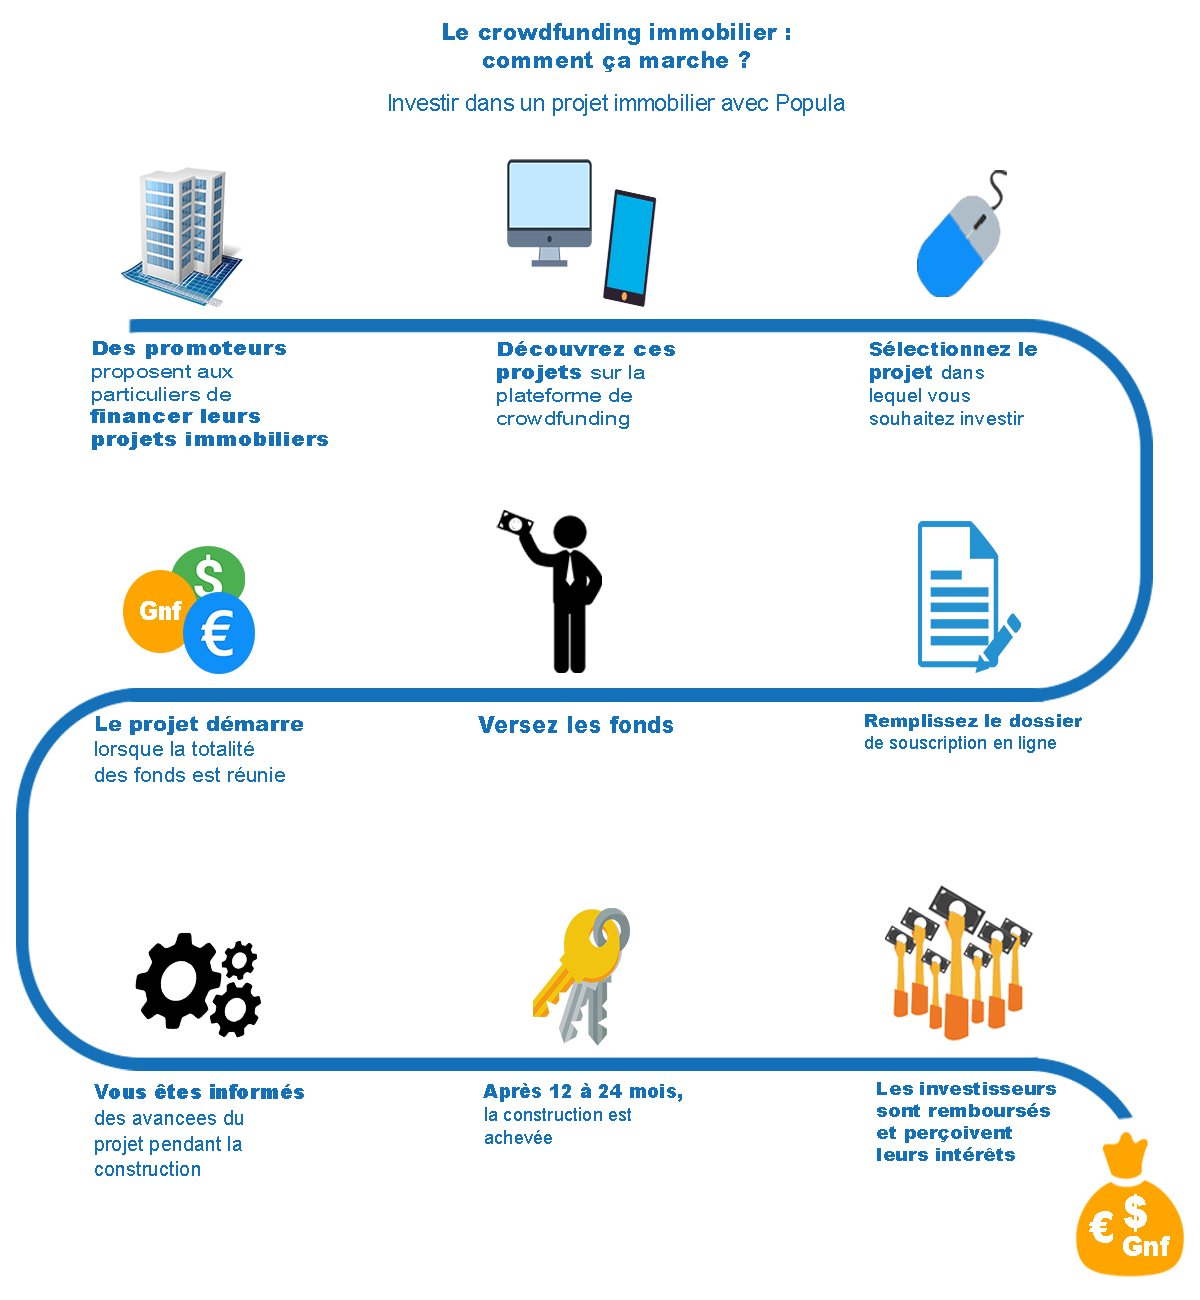 Le crowdfunding immobilier :
comment ça marche ?
Investir dans un projet immobilier avec Popula
Des promoteurs
proposent aux
particuliers de
financer leurs
projets immobiliers
Découvrez ces
projets sur la
plateforme de
crowdfunding
Sélectionnez le
projet dans
lequel vous
souhaitez investir
Remplissez le dossier
de souscription en ligne
Versez les fonds
$
Gnf
€
Le projet démarre
lorsque la totalité
des fonds est réunie
Vous êtes informés
des avancees du
projet pendant la
construction
Après 12 à 24 mois,
la construction est
achevée
Les investisseurs
sont remboursés
et perçoivent
leurs intérêts
€ $
Gnf